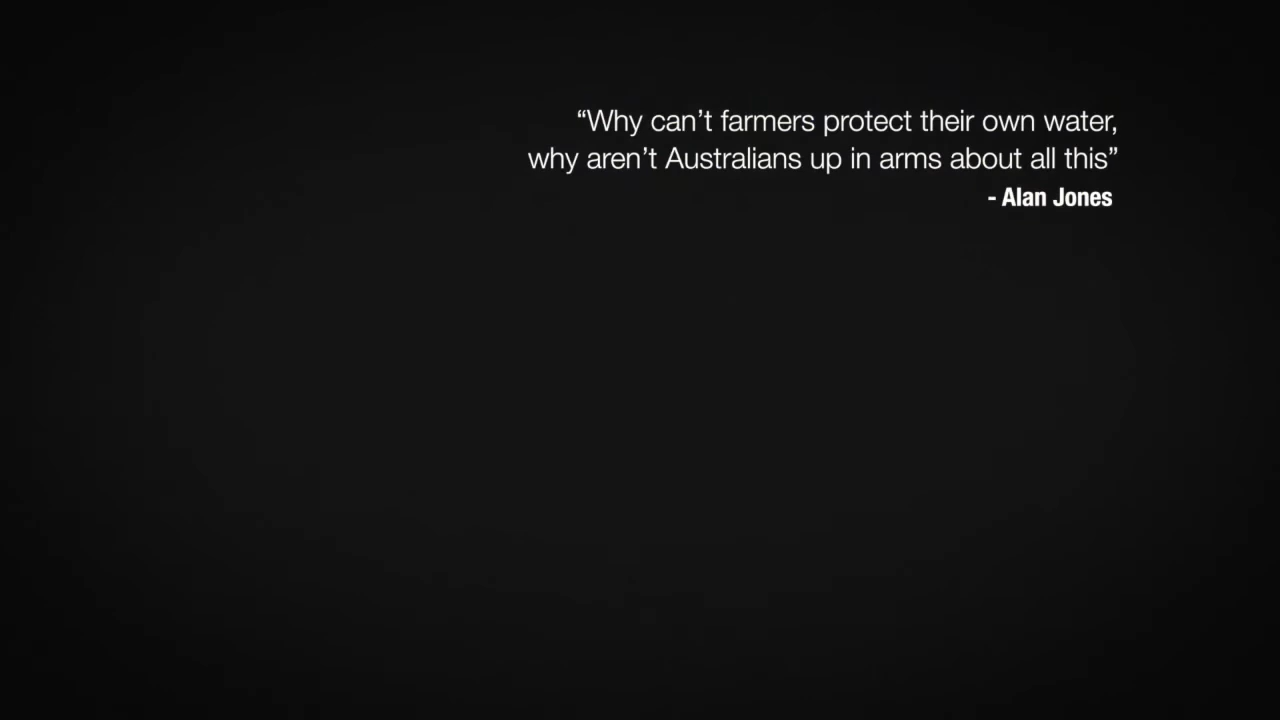 “Why can’t farmers protect their own water,
why aren’t Australians up in arms about all this”
- Alan Jones